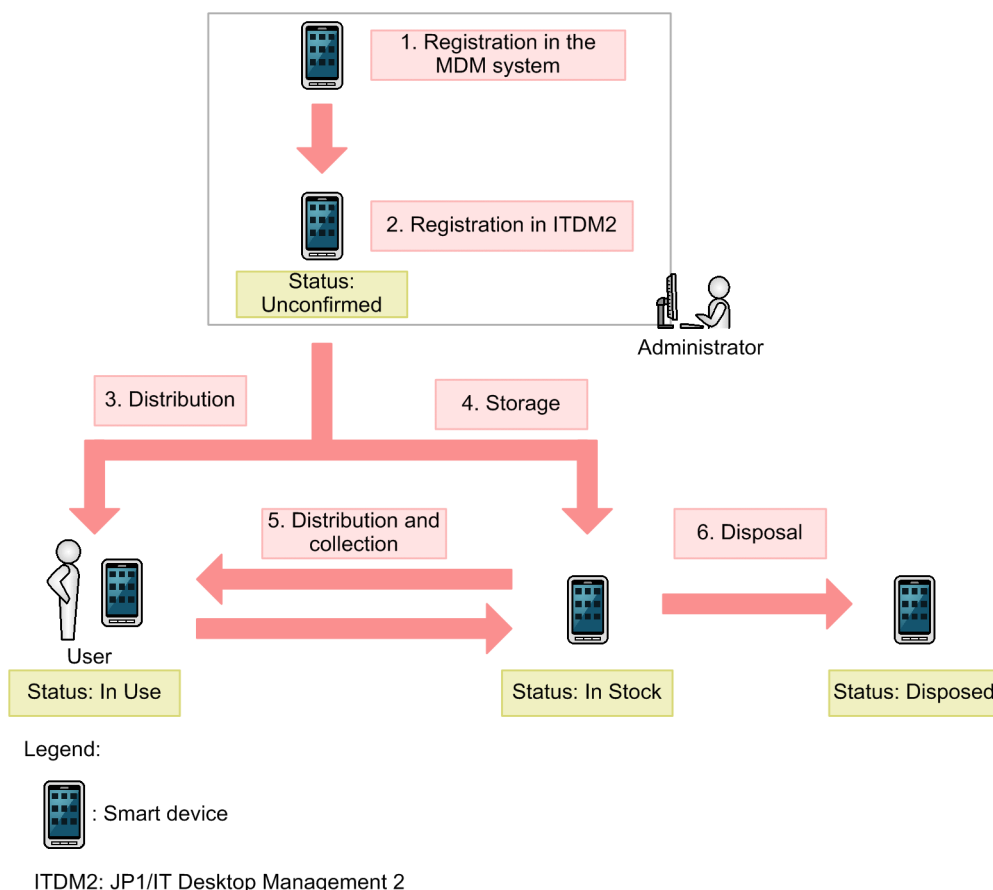 1. Registration in the
MDM system
2. Registration in ITDM2
Status:
Unconfirmed
Administrator
3. Distribution
4. Storage
5. Distribution and
collection
6. Disposal
User
Status: In Use
Status: In Stock
Status: Disposed
Legend:
: Smart device
ITDM2: JP1/IT Desktop Management 2